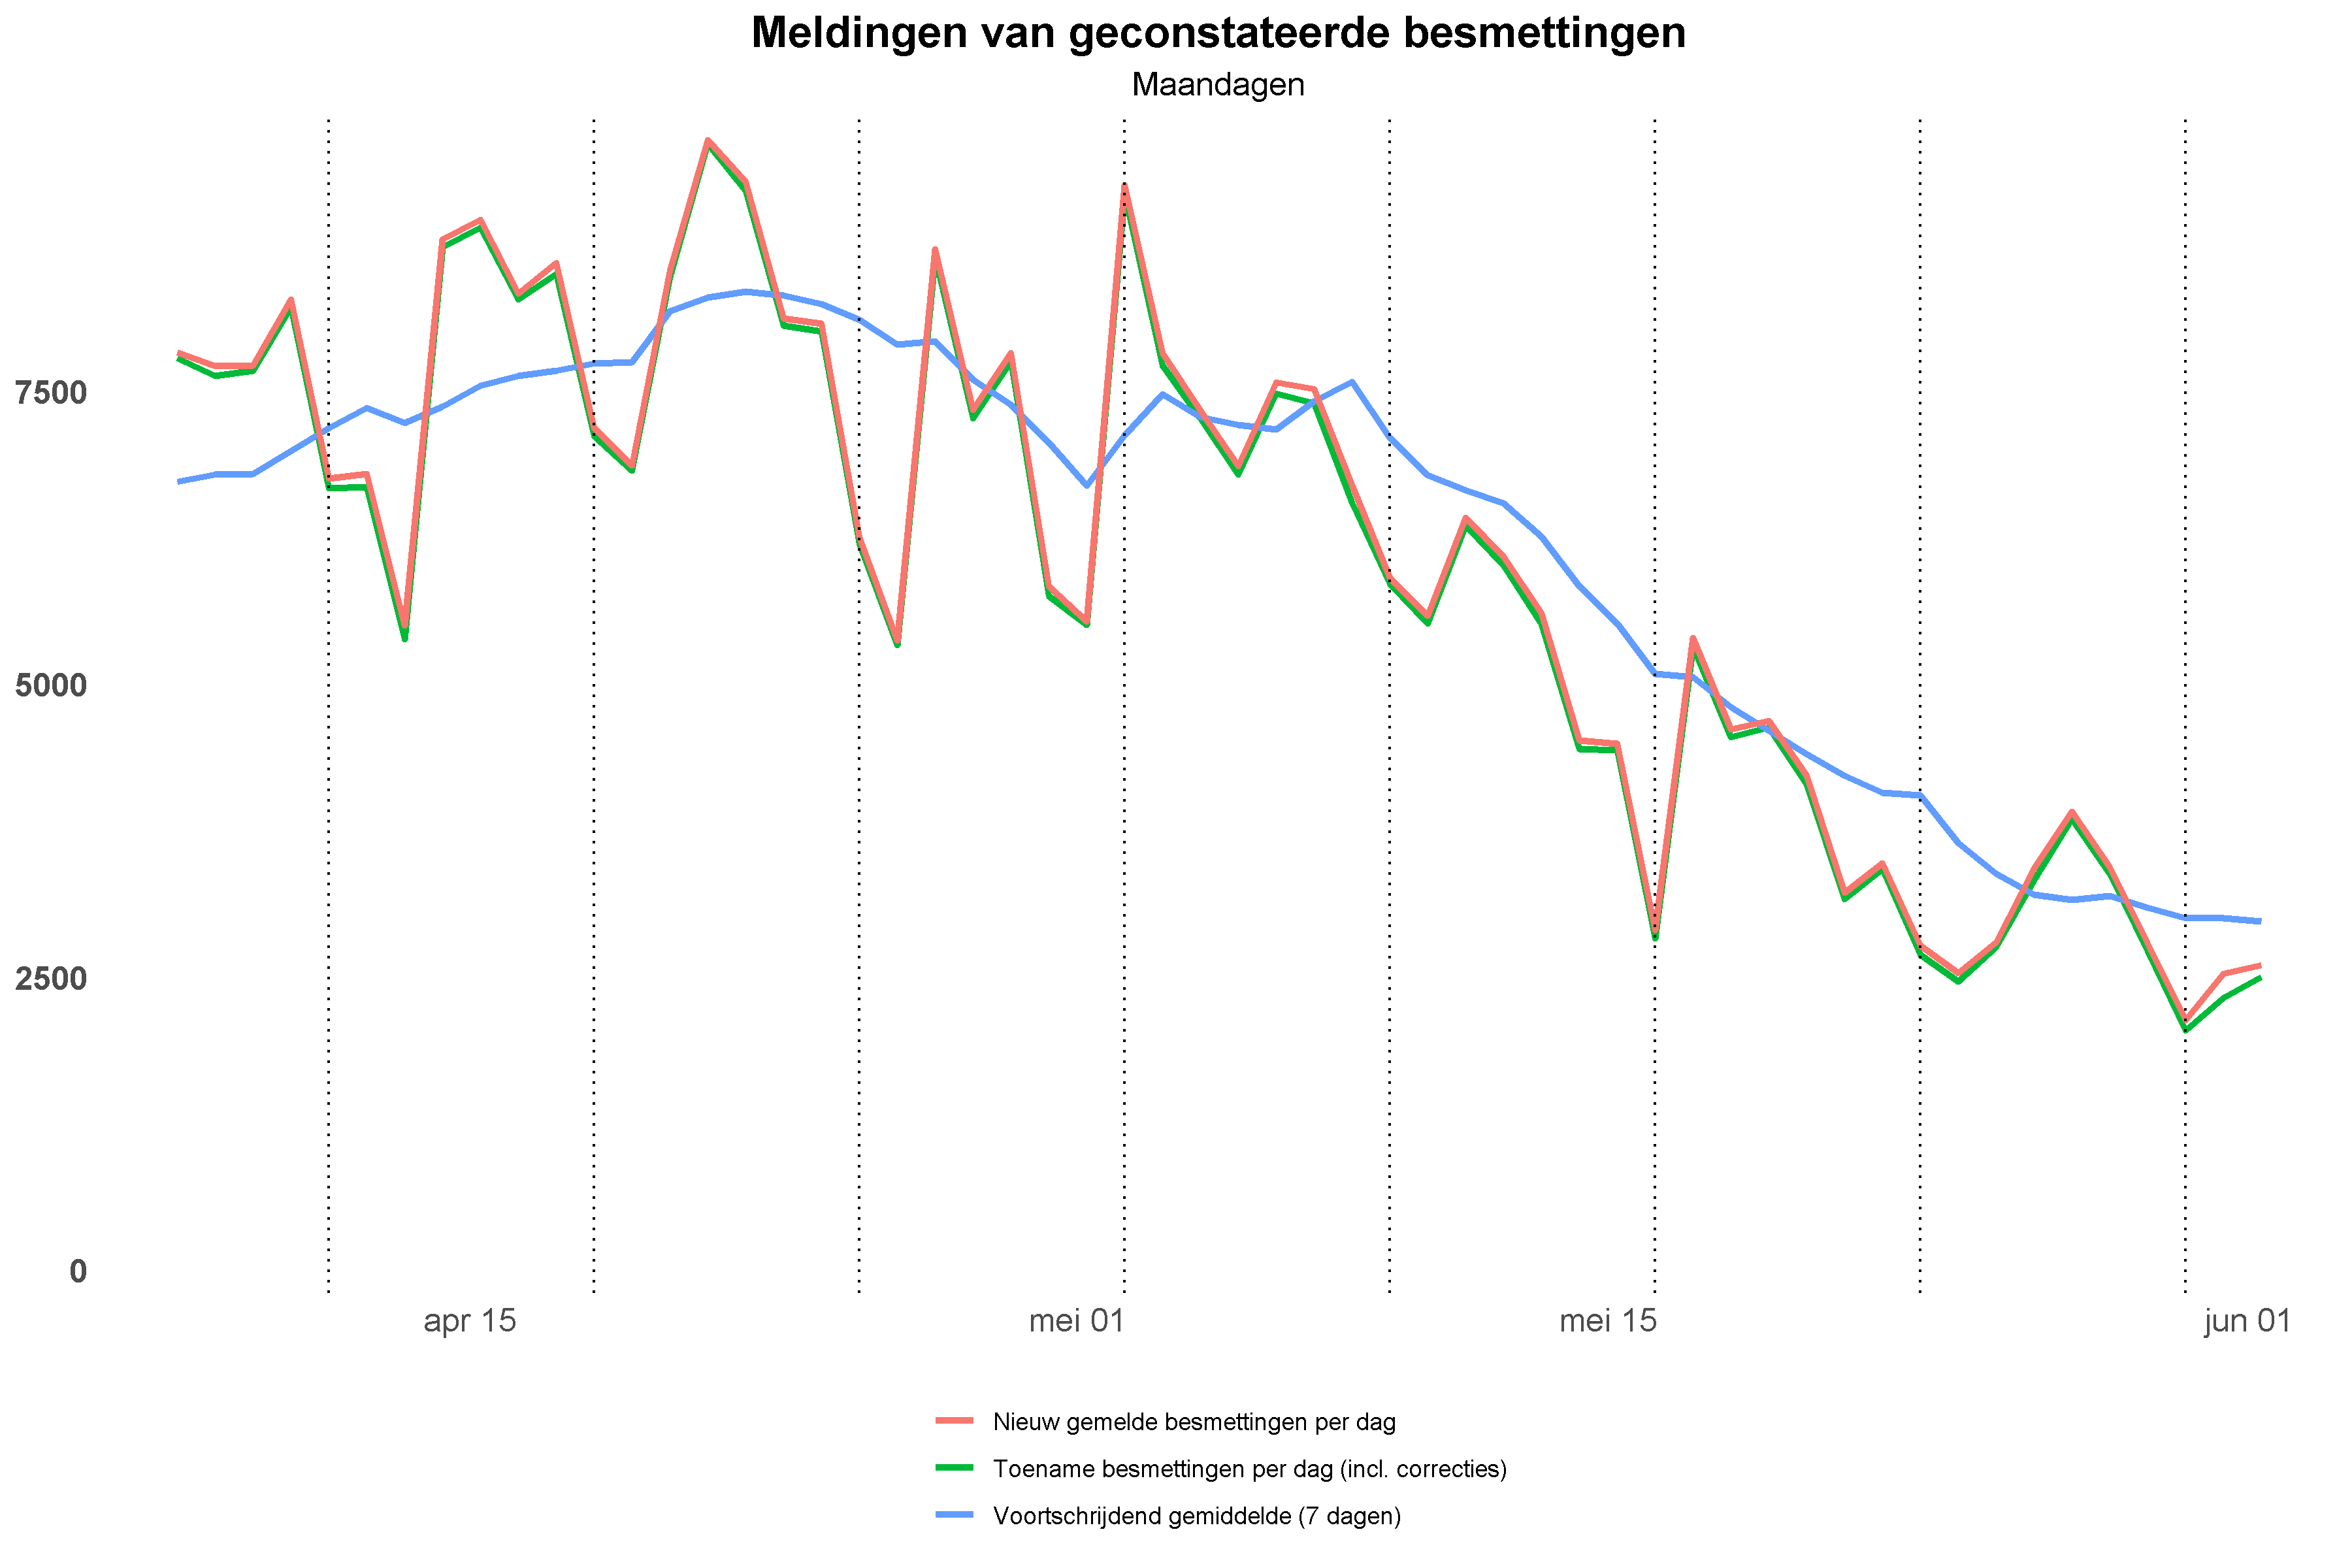 Meldingen van geconstateerde besmettingen
Maandagen
7500
5000
2500
0
apr 15
mei 01
mei 15
jun 01
Nieuw gemelde besmettingen per dag
Toename besmettingen per dag (incl. correcties)
Voortschrijdend gemiddelde (7 dagen)